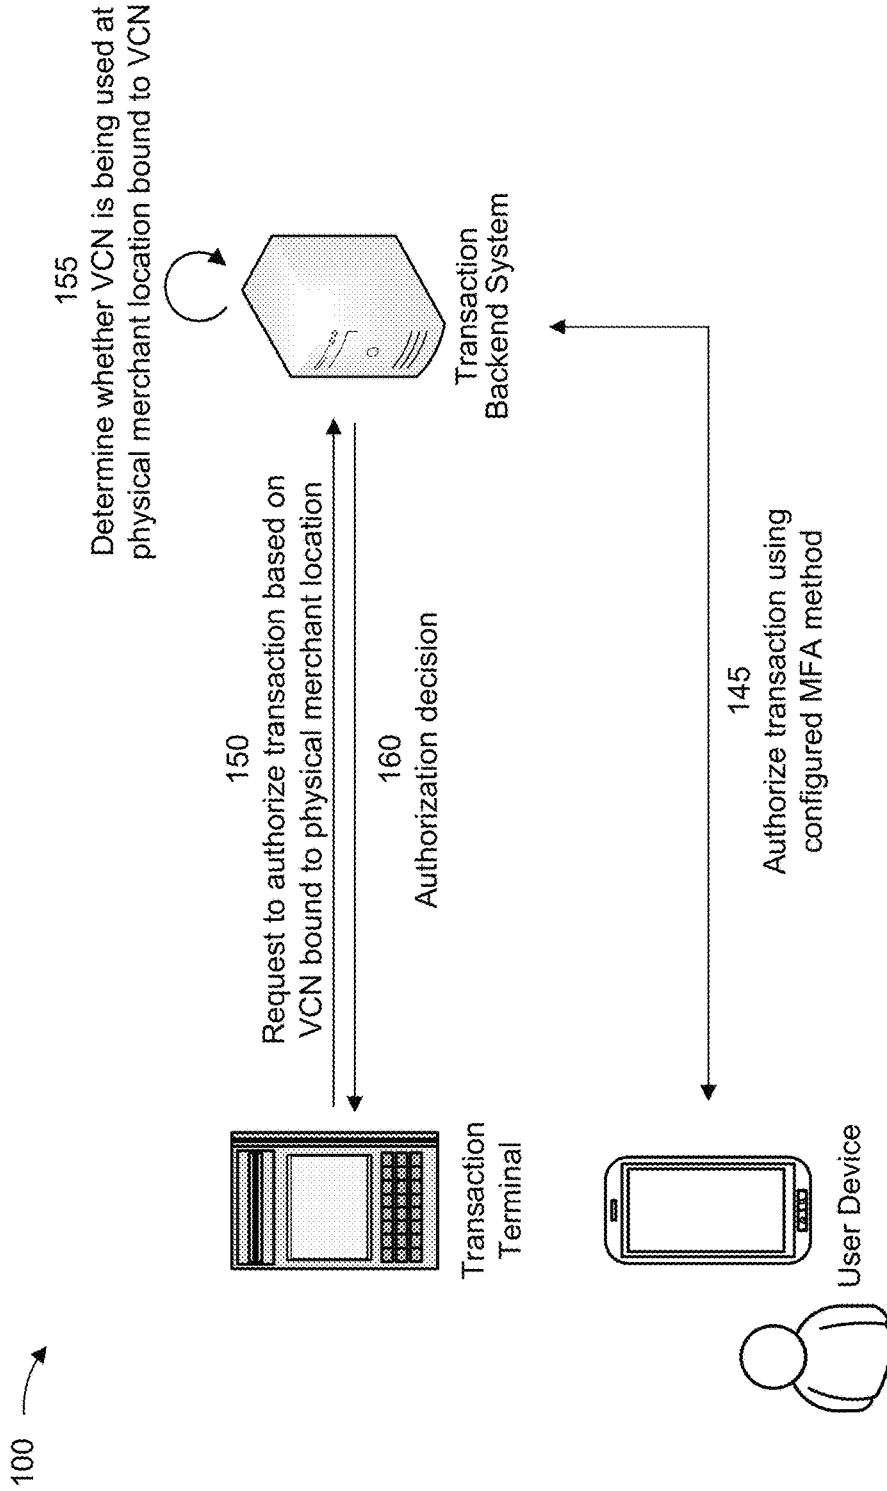 100
155
Determine whether VCN is being used at
physical merchant location bound to VCN
150
Request to authorize transaction based on
VCN bound to physical merchant location
160
Authorization decision
Transaction
Terminal
Transaction
Backend System
145
Authorize transaction using
configured MFA method
User Device